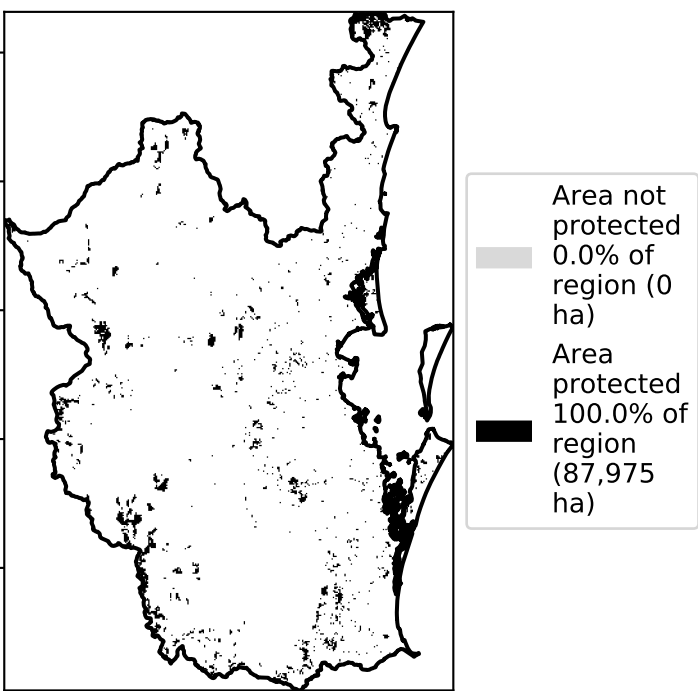 Area not
protected
0.0% of
region (0
ha)
Area
protected
100.0% of
region
(87,975
ha)